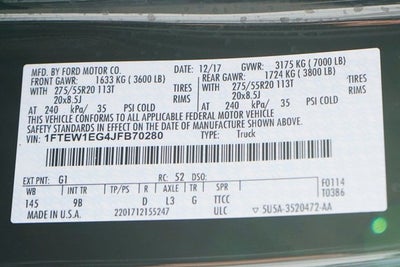 MFD. BY FORD MOTOR CO.
12/17 GVWR: 3175 KG (7000 LB)
FRONT GAWR: 1633 KG (3600 LB) REAR GAWR: 1724 KG (3800 LB)
WITH 275/55R20 113T TIRES WITH 275/55R20 113T TIRES
20x8.5J RIMS 20x8.5J RIMS
AT 240 kPa/ 35 PSI COLD AT 240 kPa/ 35 PSI COLD
THIS VEHICLE CONFORMS TO ALL APPLICABLE FEDERAL MOTOR VEHICLE
SAFETY STANDARDS IN EFFECT ON THE DATE OF MANUFACTURE SHOWN ABOVE.
VIN: 1FTEW1EG4JFB70280 TYPE: Truck
EXT PNT: G1 RC: 52 DSO:
WB INT TR TP/PS R AXLE TR SPR F0114
145 9B D L3 G TTCC T0386
MADE IN U.S.A. 2201712155247 ULC 5U5A-3520472-AA